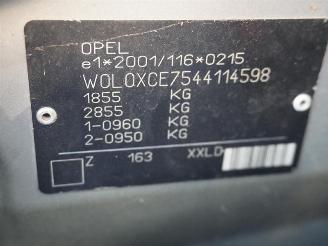 OPEL
e1*2001/116*0215
W0L0XCE7544114598
1855 KG
2855 KG
1-0960 KG
2-0950 KG
Z 163 XXLD